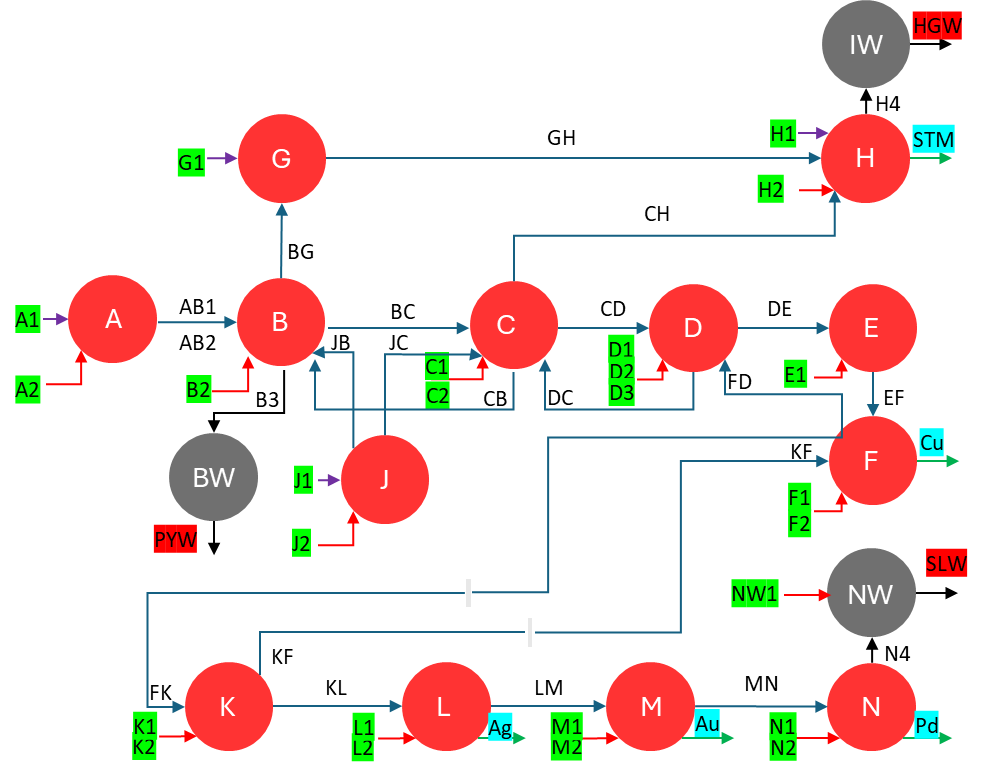 IW
HGW
H4
G1
G
GH
H1
H
STM
H2
CH
BG
A1
A
AB1
AB2
B
BC
C
CD
D
DE
E
A2
B2
B3
JB
JC
C1
C2
CB
DC
D1
D2
D3
FD
E1
EF
BW
PYW
J1
J
J2
KF
F
Cu
F1
F2
NW1
NW
SLW
N4
KF
FK
K
KL
L
LM
M
MN
N
K1
K2
L1
L2
Ag
M1
M2
Au
N1
N2
Pd